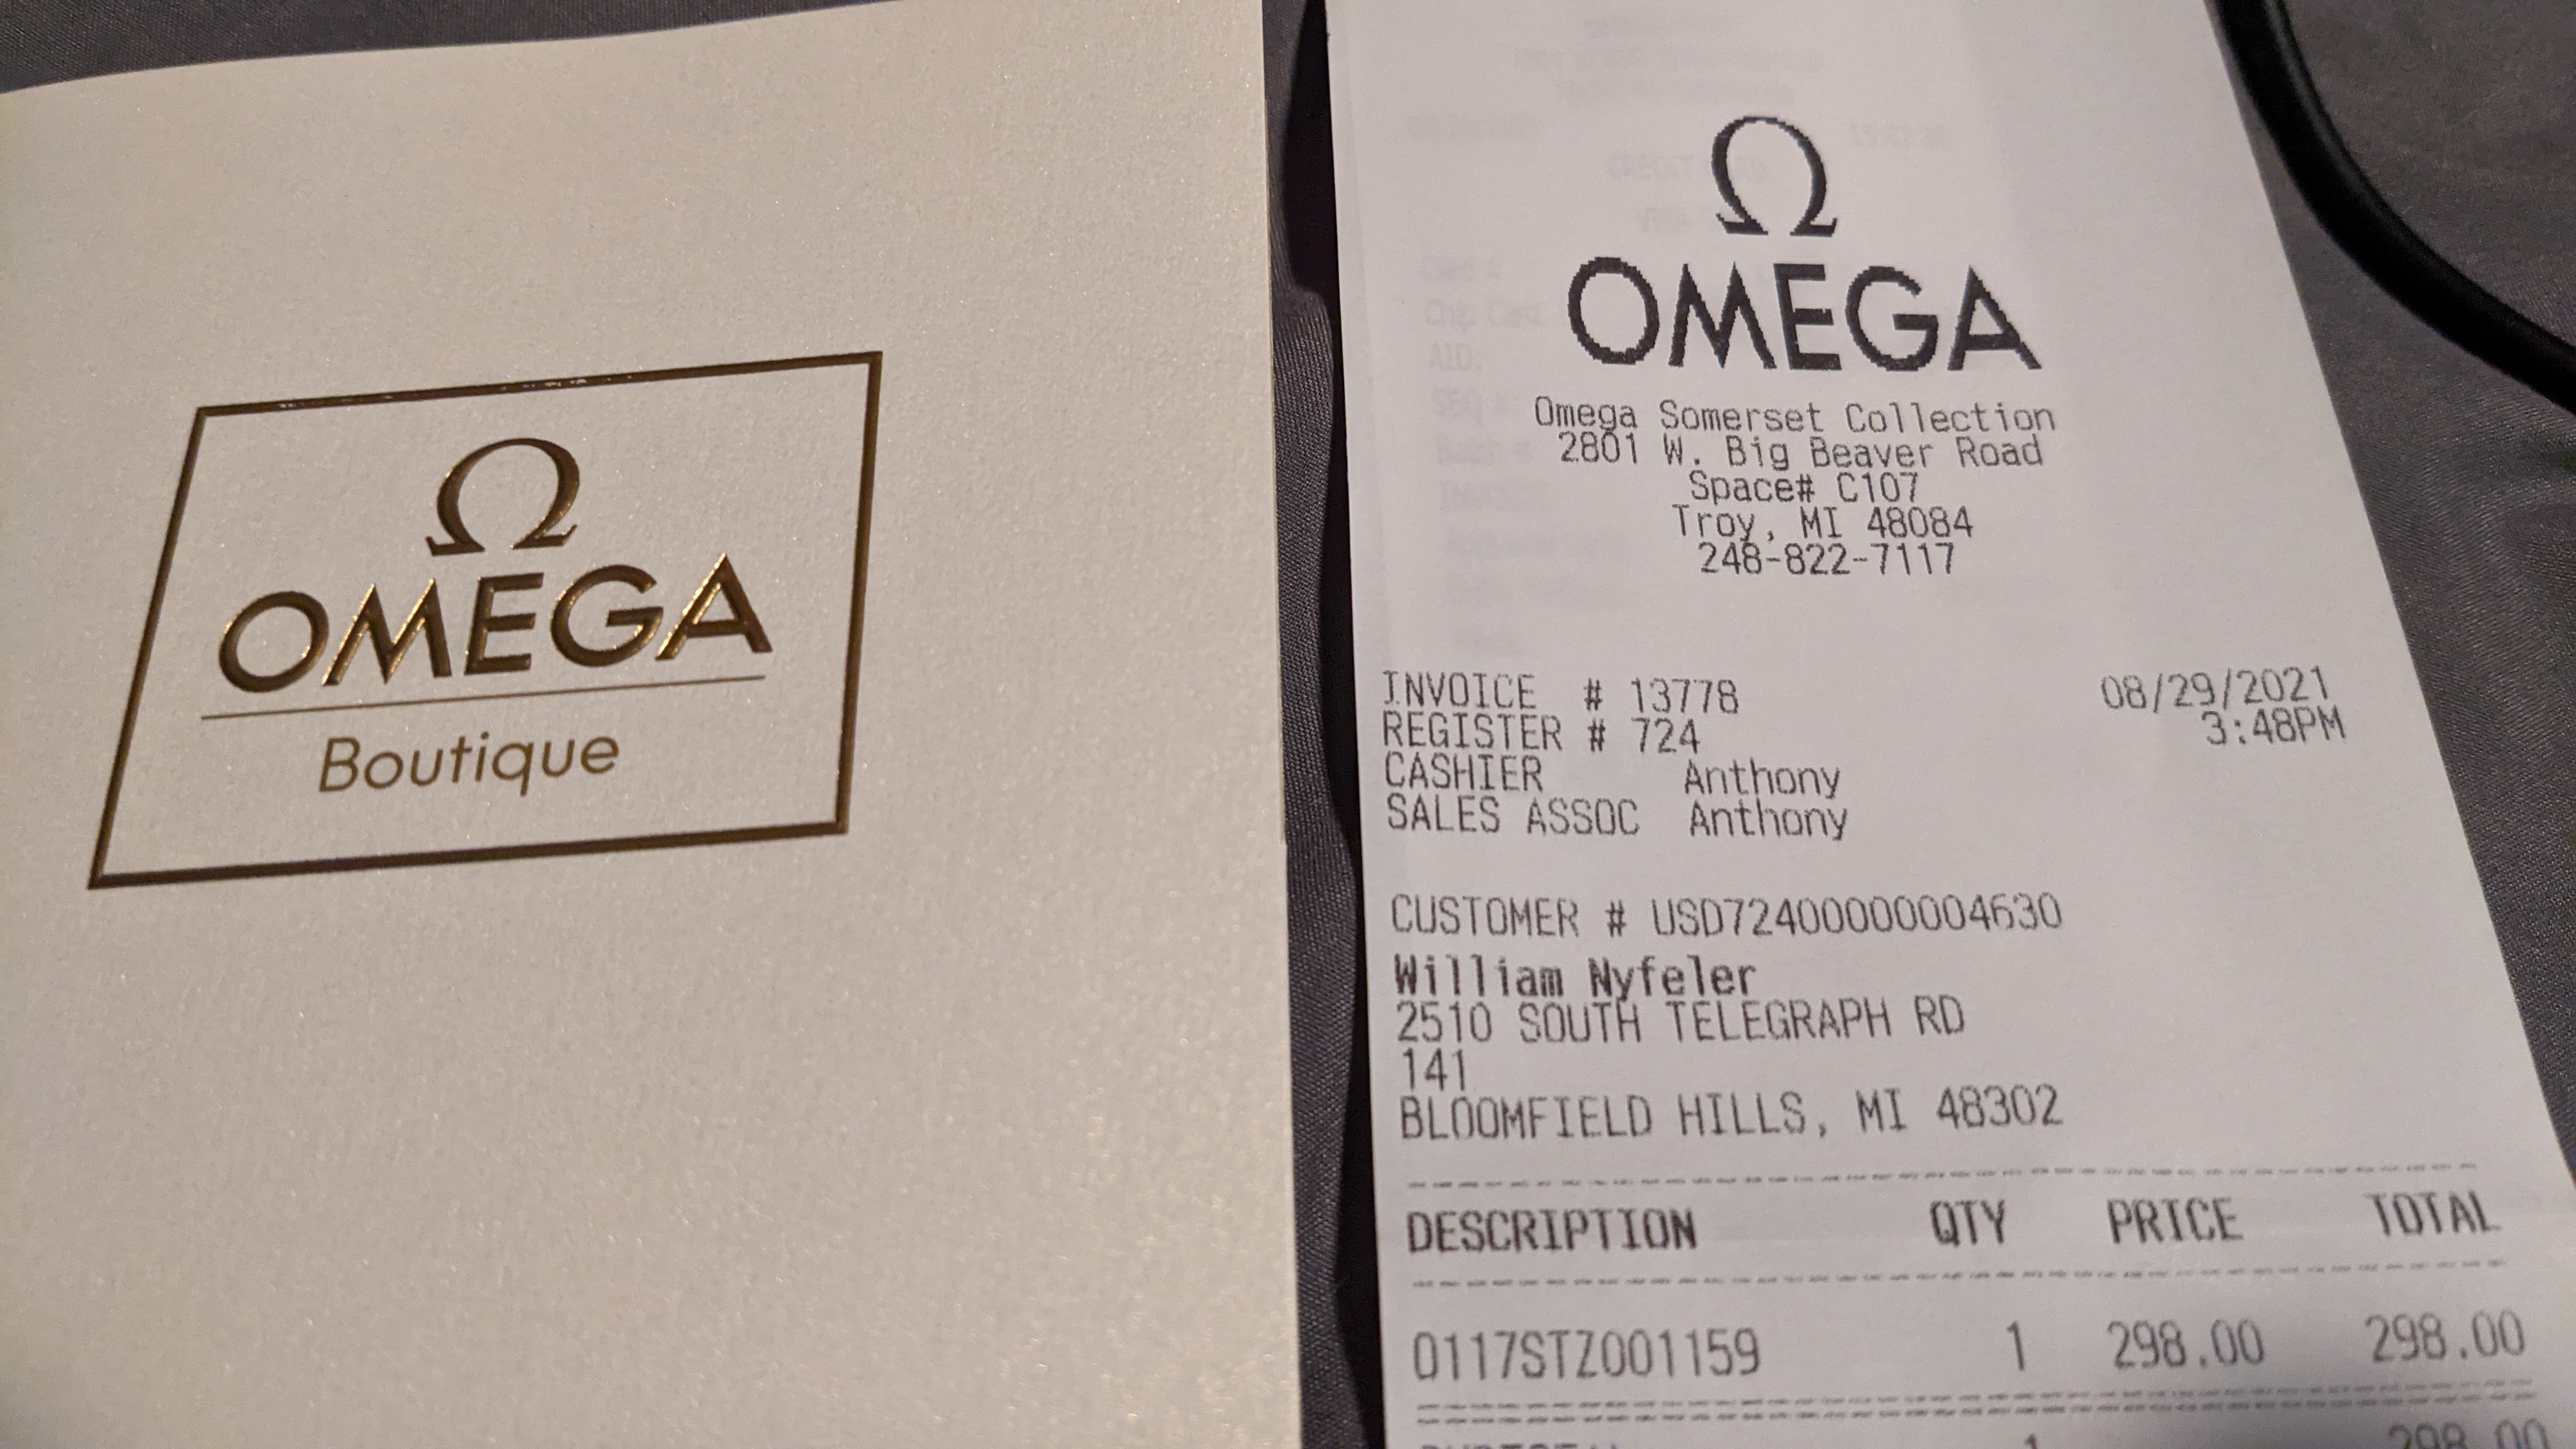 Ω
OMEGA
Boutique
Ω
OMEGA
Omega Somerset Collection
2801 W. Big Beaver Road
Space# C107
Troy, MI 48084
248-822-7117
INVOICE # 13778 08/29/2021
REGISTER # 724 3:48PM
CASHIER Anthony
SALES ASSOC Anthony
CUSTOMER # USD72400000004630
William Nyfeler
2510 SOUTH TELEGRAPH RD
141
BLOOMFIELD HILLS, MI 48302
DESCRIPTION QTY PRICE TOTAL
0117STZ001159 1 298.00 298.00
298.00